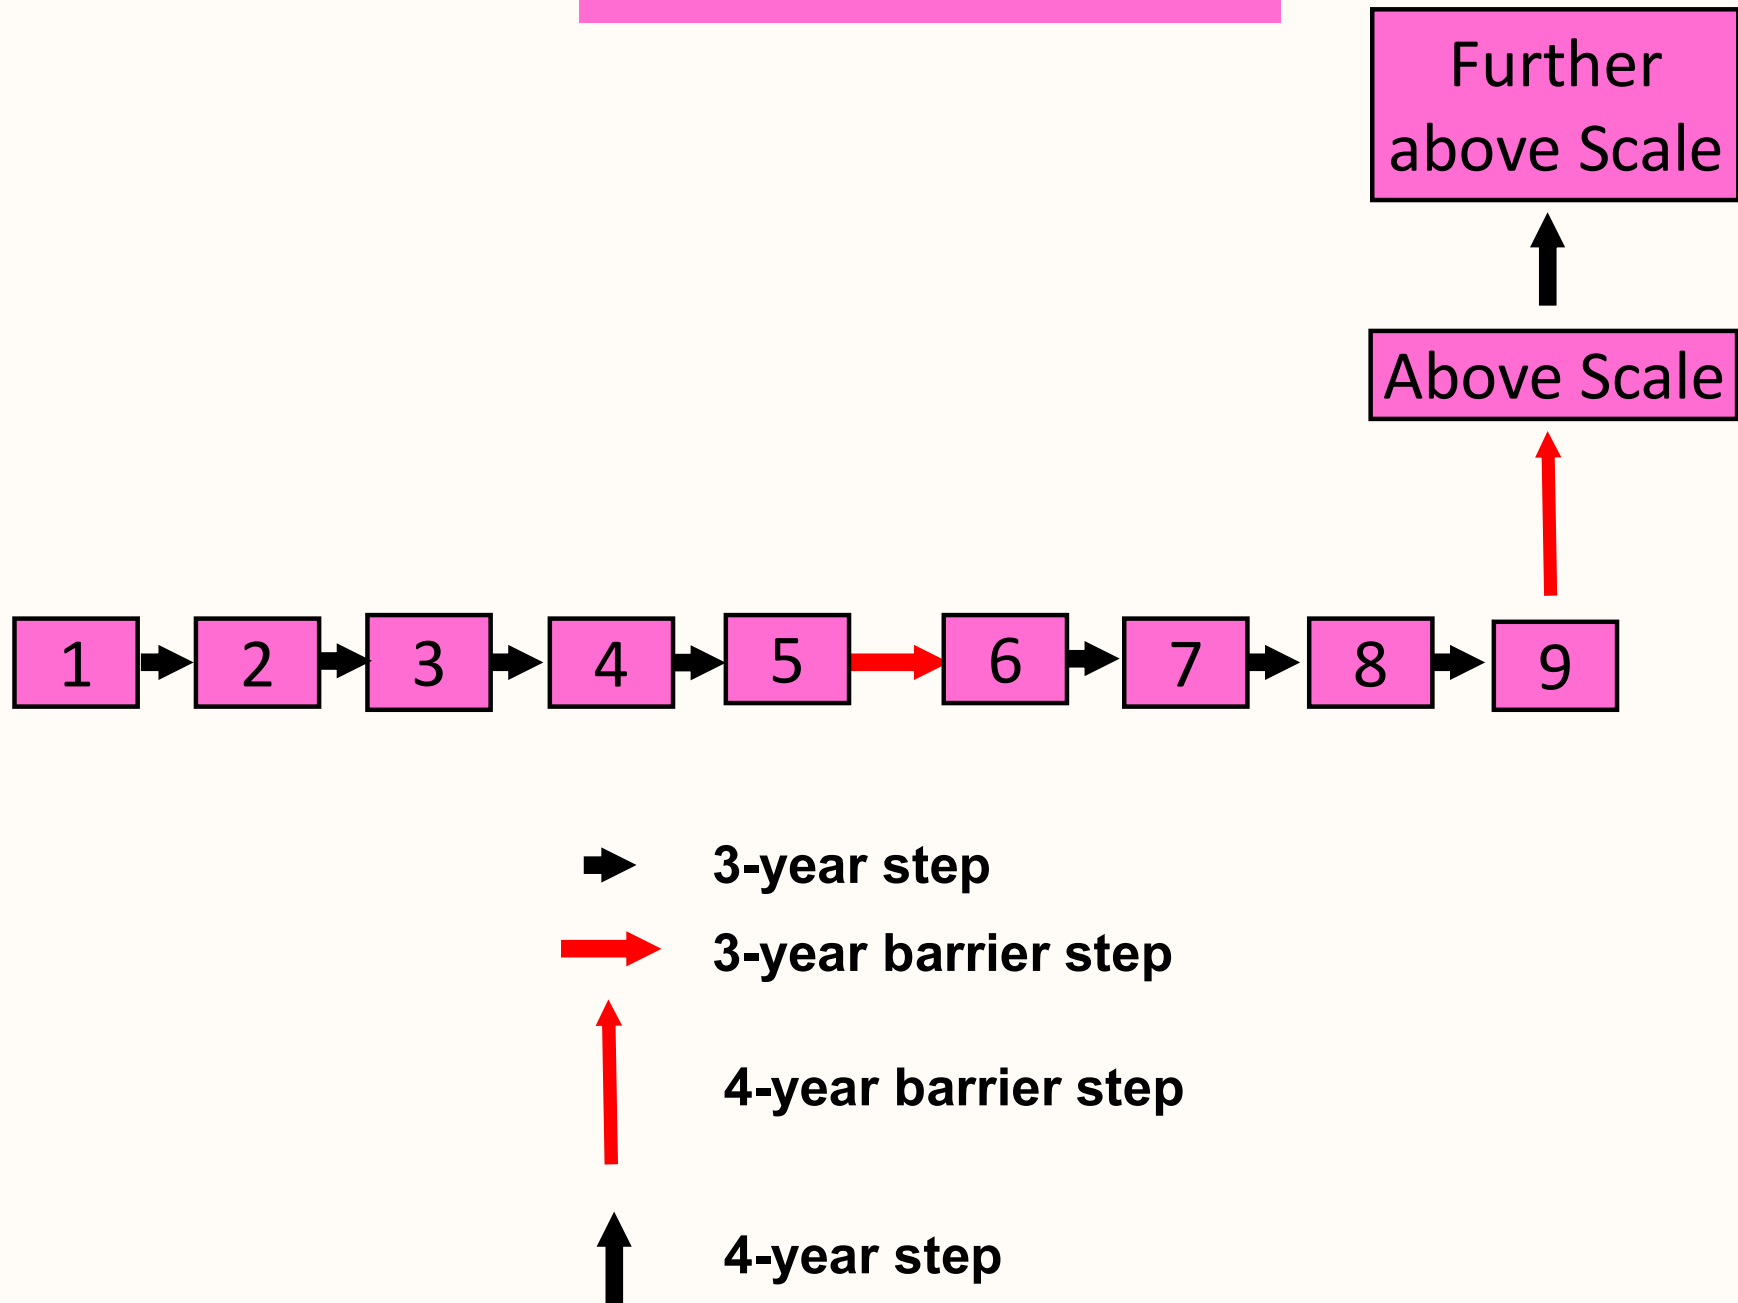 Further
above Scale
Above Scale
1 2 3 4 5 6 7 8 9
3-year step
3-year barrier step
4-year barrier step
4-year step